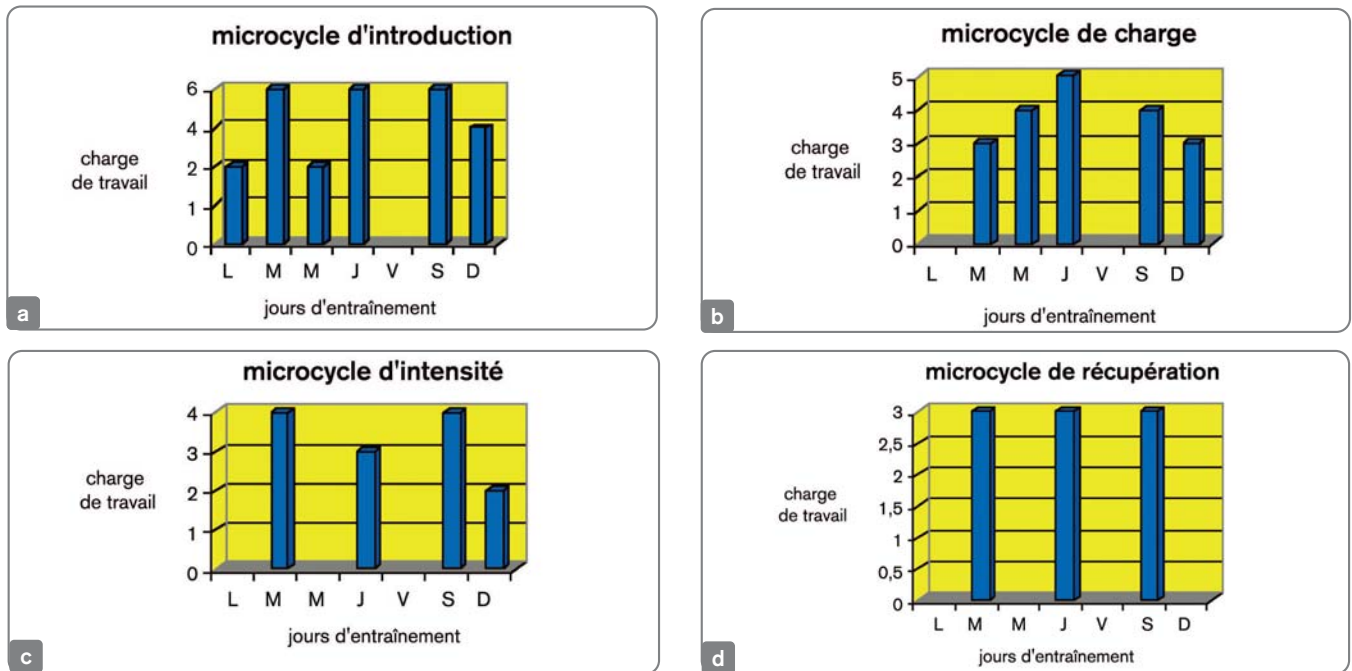 microcycle d'introduction
6
4
2
1
0
charge
de travail
L M M J V S D
jours d'entraînement
a
microcycle de charge
5
4
3
2
1
0
charge
de travail
L M M J V S D
jours d'entraînement
b
microcycle d'intensité
4
3
2
1
0
charge
de travail
L M M J V S D
jours d'entraînement
c
microcycle de récupération
3
2,5
2
1,5
1
0,5
0
charge
de travail
L M M J V S D
jours d'entraînement
d